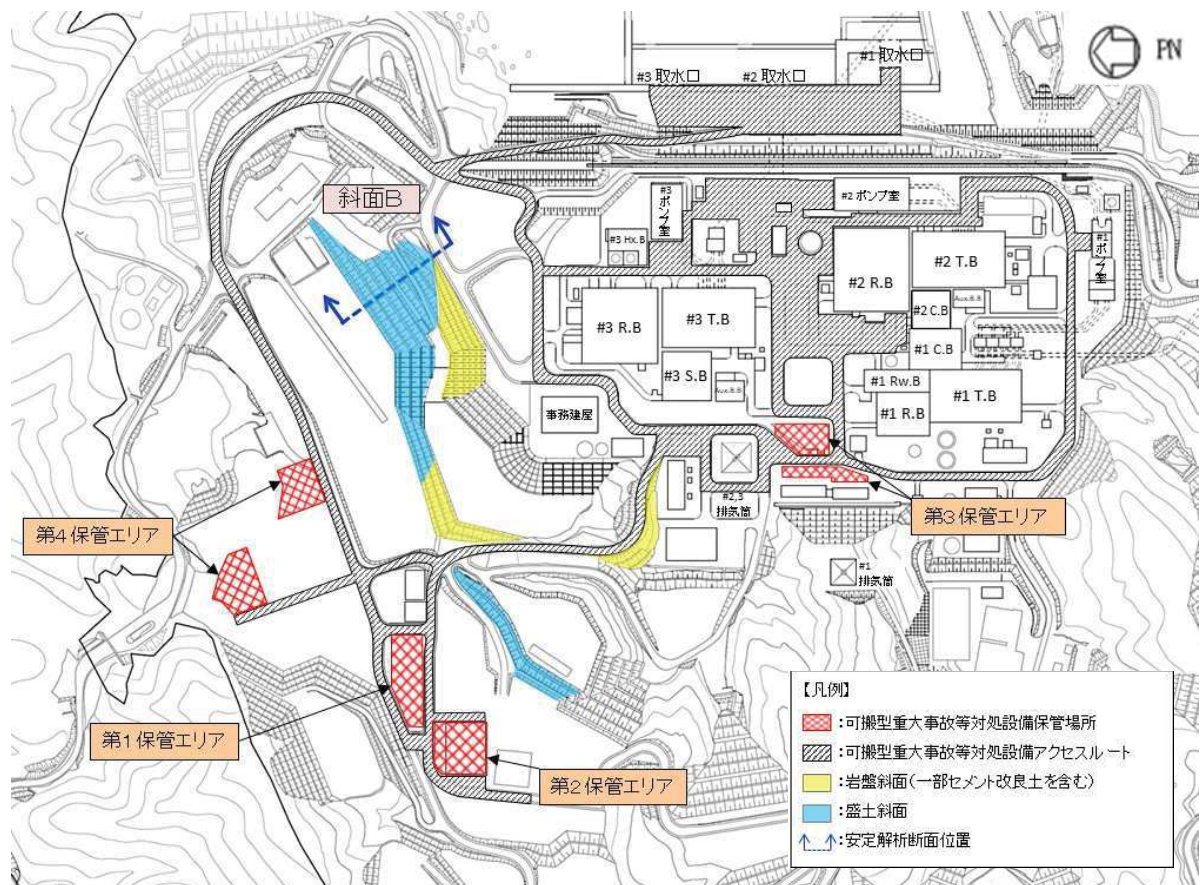 PN
#1 取水口
#3 取水口
#2 取水口
斜面B
#3
ポンプ室
#2 ポンプ室
#1
ポンプ室
#3 Hx.B
#2 R.B
#2 T.B
#3 R.B
#3 T.B
#2 C.B
Aux.B.B
#1 C.B
#3 S.B
Aux.B.B
#1 Rw.B
#1 R.B
#1 T.B
事務建屋
#2,3
排気筒
第3保管エリア
#1
排気筒
第4保管エリア
第1保管エリア
第2保管エリア
【凡例】
:可搬型重大事故等対処設備保管場所
:可搬型重大事故等対処設備アクセスルート
:岩盤斜面(一部セメント改良土を含む)
:盛土斜面
:安定解析断面位置